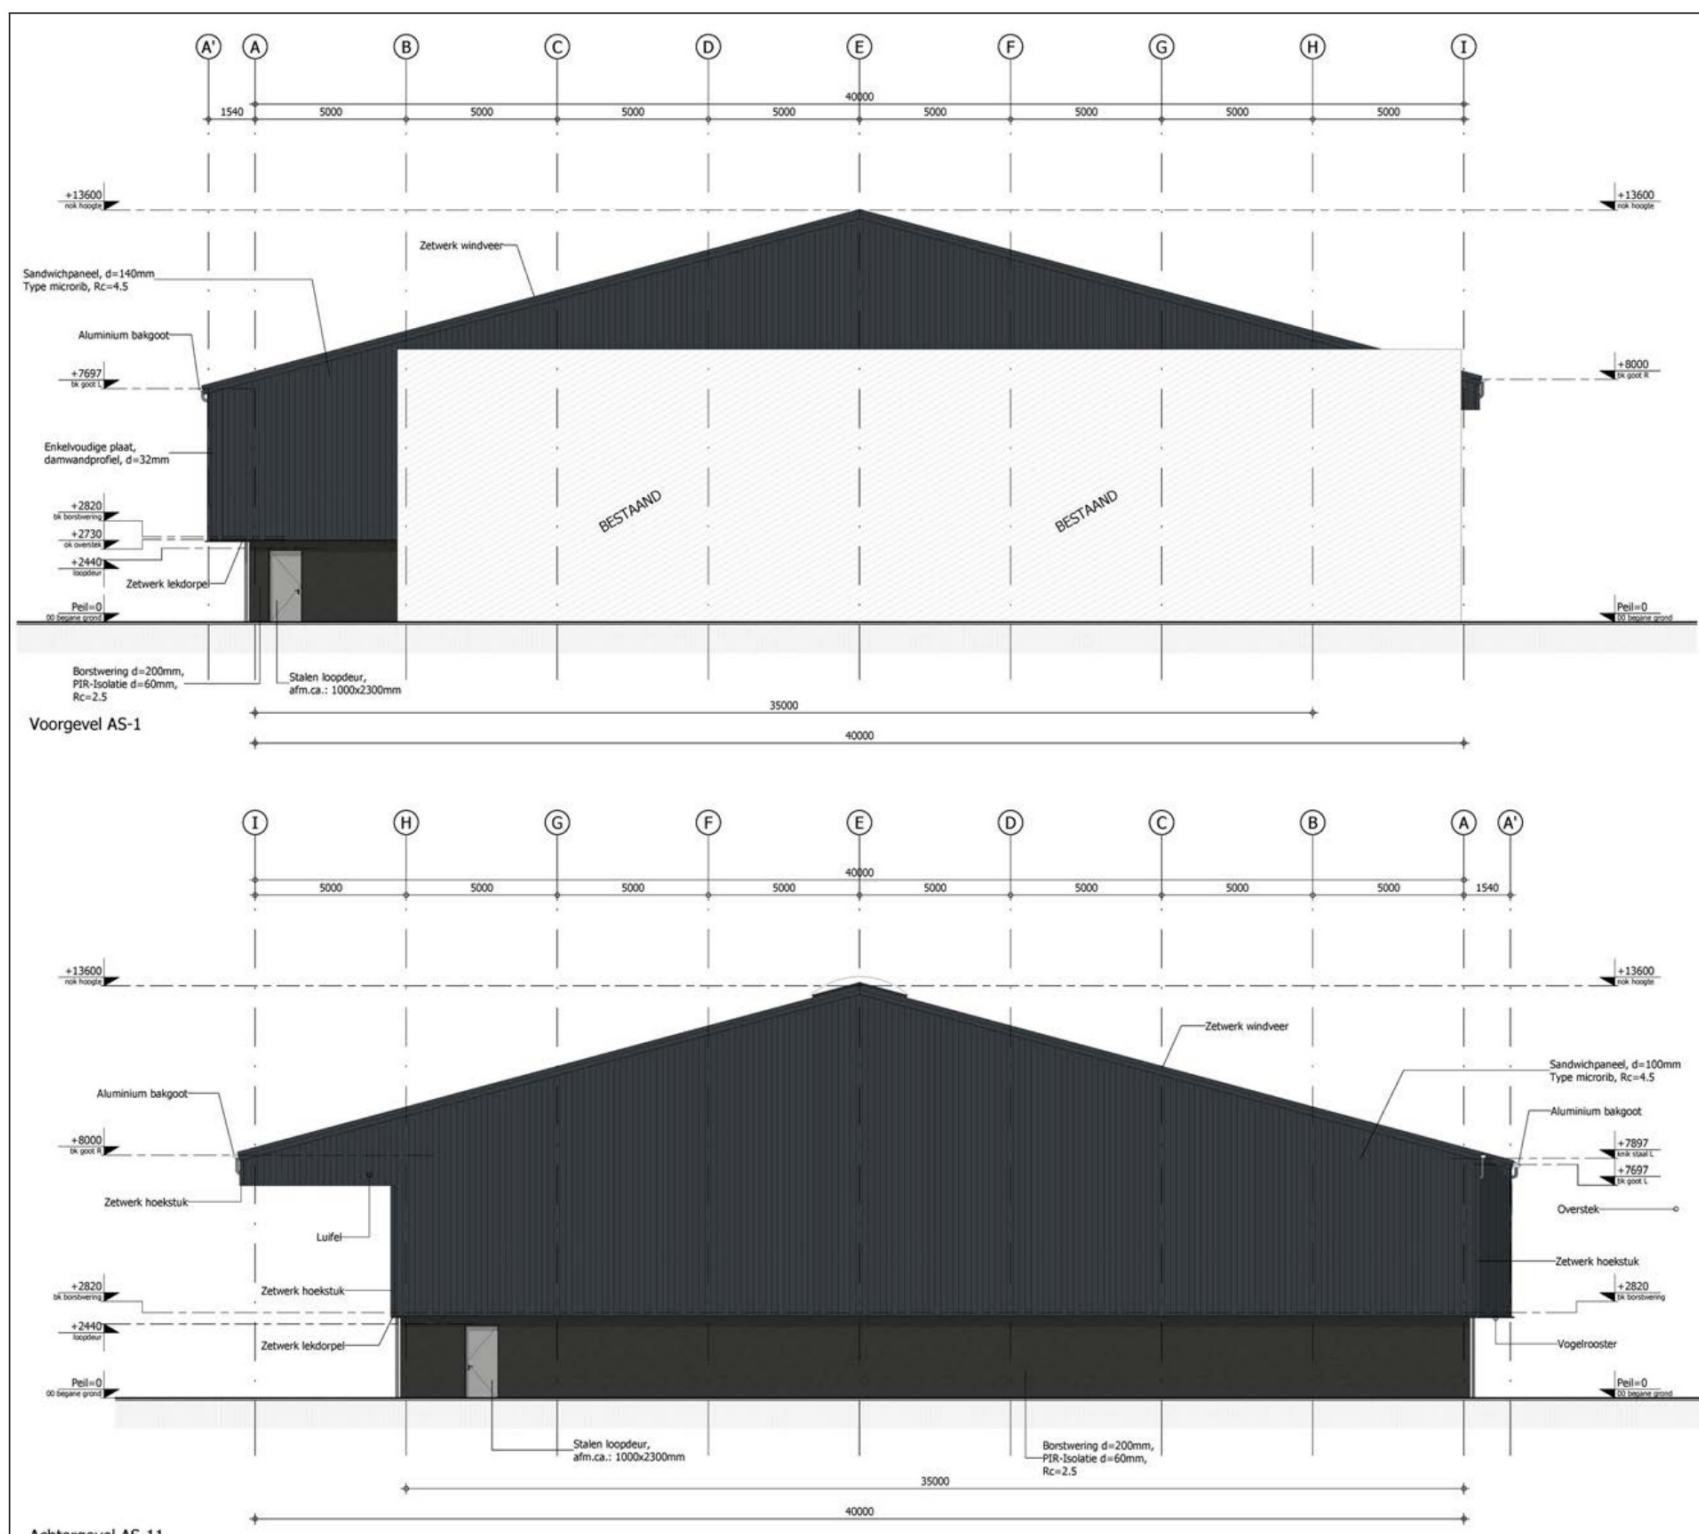 A' A B C D E F G H I
40000
1540 5000 5000 5000 5000 5000 5000 5000 5000
+13600
nok hoogte
+13600
nok hoogte
Zetwerk windveer
Sandwichpaneel, d=140mm
Type microrib, Rc=4.5
Aluminium bakgoot
+7697
bk goot L
+8000
bk goot R
Enkelvoudige plaat,
damwandprofiel, d=32mm
BESTAAND BESTAAND
+2820
bk borstwering
+2730
ok overstek
+2440
loopdeur
Zetwerk lekdorpel
Peil=0
00 begane grond
Peil=0
00 begane grond
Borstwering d=200mm,
PIR-Isolatie d=60mm,
Rc=2.5
Stalen loopdeur,
afm.ca.: 1000x2300mm
35000
Voorgevel AS-1
40000
I H G F E D C B A A'
40000
5000 5000 5000 5000 5000 5000 5000 5000 1540
+13600
nok hoogte
+13600
nok hoogte
Zetwerk windveer
Sandwichpaneel, d=100mm
Type microrib, Rc=4.5
Aluminium bakgoot
Aluminium bakgoot
+8000
bk goot R
+7897
knik staal L
+7697
bk goot L
Zetwerk hoekstuk
Overstek
Luifel
Zetwerk hoekstuk
Zetwerk hoekstuk
+2820
bk borstwering
+2820
bk borstwering
+2440
loopdeur
Zetwerk lekdorpel
Vogelrooster
Peil=0
00 begane grond
Peil=0
00 begane grond
Stalen loopdeur,
afm.ca.: 1000x2300mm
Borstwering d=200mm,
PIR-Isolatie d=60mm,
Rc=2.5
35000
40000
Achtergevel AS-11